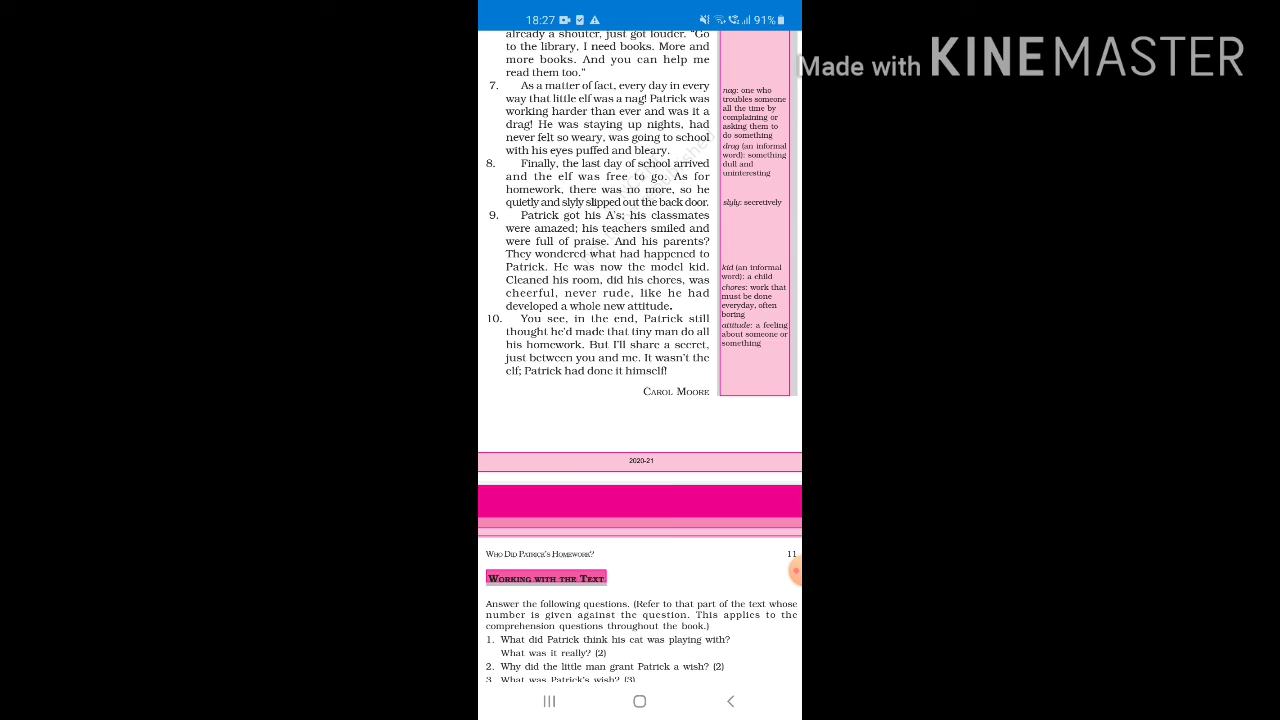 18:27
91%
Made with KINEMASTER
already a shouter, just got louder. “Go
to the library, I need books. More and
more books. And you can help me
read them too.”
7. As a matter of fact, every day in every
way that little elf was a nag! Patrick was
working harder than ever and was it a
drag! He was staying up nights, had
never felt so weary, was going to school
with his eyes puffed and bleary.
8. Finally, the last day of school arrived
and the elf was free to go. As for
homework, there was no more, so he
quietly and slyly slipped out the back door.
9. Patrick got his A's; his classmates
were amazed; his teachers smiled and
were full of praise. And his parents?
They wondered what had happened to
Patrick. He was now the model kid.
Cleaned his room, did his chores, was
cheerful, never rude, like he had
developed a whole new attitude.
10. You see, in the end, Patrick still
thought he'd made that tiny man do all
his homework. But I'll share a secret,
just between you and me. It wasn't the
elf; Patrick had done it himself!
CAROL MOORE
nag: one who
troubles someone
all the time by
complaining or
asking them to
do something
drag (an informal
word): something
dull and
uninteresting
slyly: secretively
kid (an informal
word): a child
chores: work that
must be done
everyday, often
boring
attitude: a feeling
about someone or
something
2020-21
WHO DID PATRICK'S HOMEWORK? 11
WORKING WITH THE TEXT
Answer the following questions. (Refer to that part of the text whose
number is given against the question. This applies to the
comprehension questions throughout the book.)
1. What did Patrick think his cat was playing with?
What was it really? (2)
2. Why did the little man grant Patrick a wish? (2)
3. What was Patrick's wish? (3)